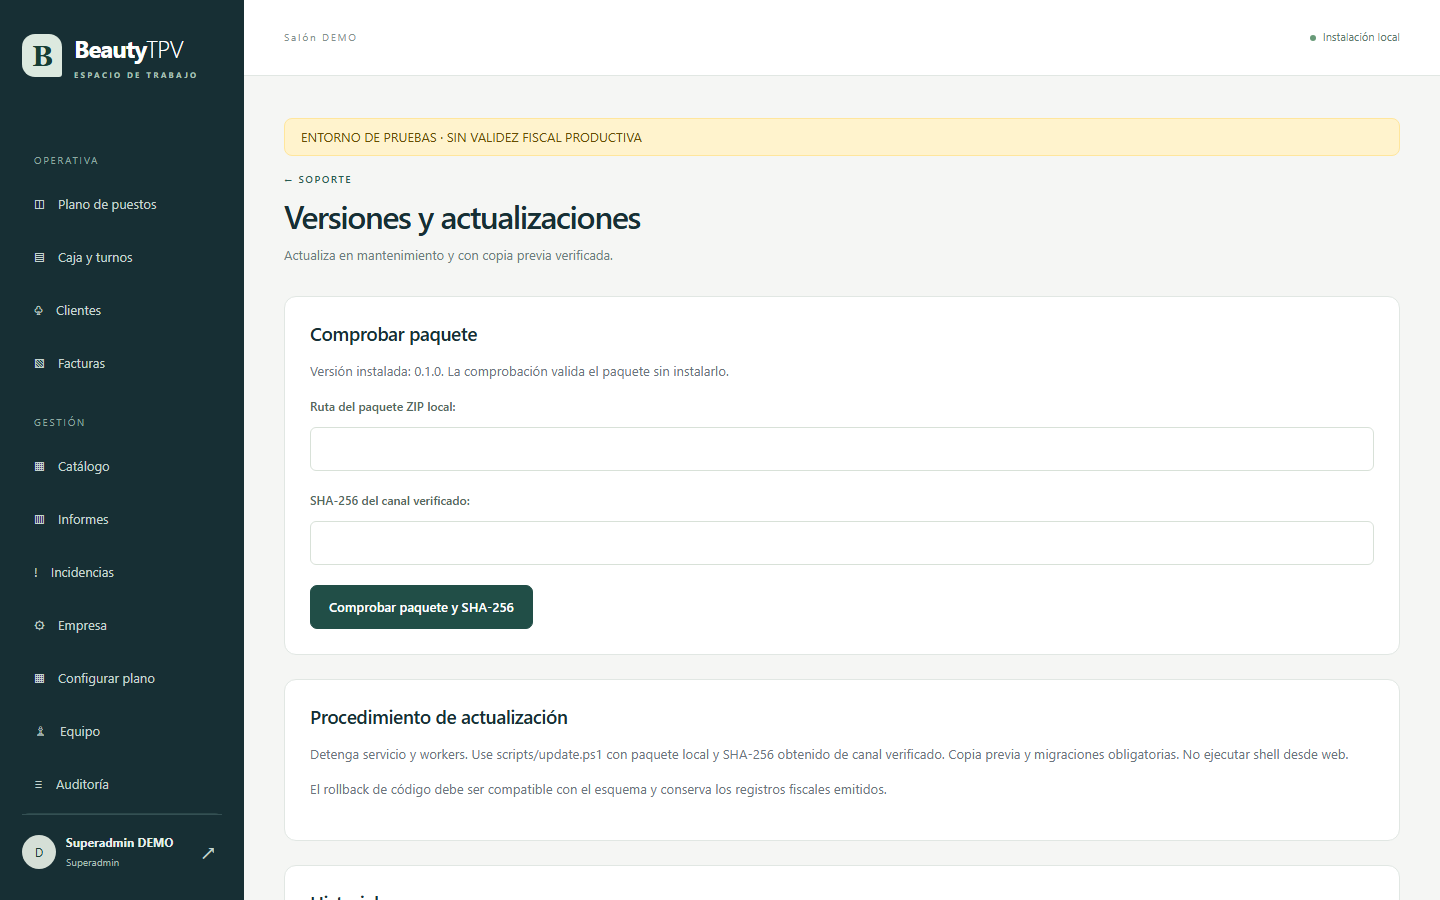 B
BeautyTPV
ESPACIO DE TRABAJO
OPERATIVA
Plano de puestos
Caja y turnos
Clientes
Facturas
GESTIÓN
Catálogo
Informes
! Incidencias
Empresa
Configurar plano
Equipo
Auditoría
D
Superadmin DEMO
Superadmin
↗
Salón DEMO
Instalación local
ENTORNO DE PRUEBAS · SIN VALIDEZ FISCAL PRODUCTIVA
← SOPORTE
Versiones y actualizaciones
Actualiza en mantenimiento y con copia previa verificada.
Comprobar paquete
Versión instalada: 0.1.0. La comprobación valida el paquete sin instalarlo.
Ruta del paquete ZIP local:
SHA-256 del canal verificado:
Comprobar paquete y SHA-256
Procedimiento de actualización
Detenga servicio y workers. Use scripts/update.ps1 con paquete local y SHA-256 obtenido de canal verificado. Copia previa y migraciones obligatorias. No ejecutar shell desde web.
El rollback de código debe ser compatible con el esquema y conserva los registros fiscales emitidos.